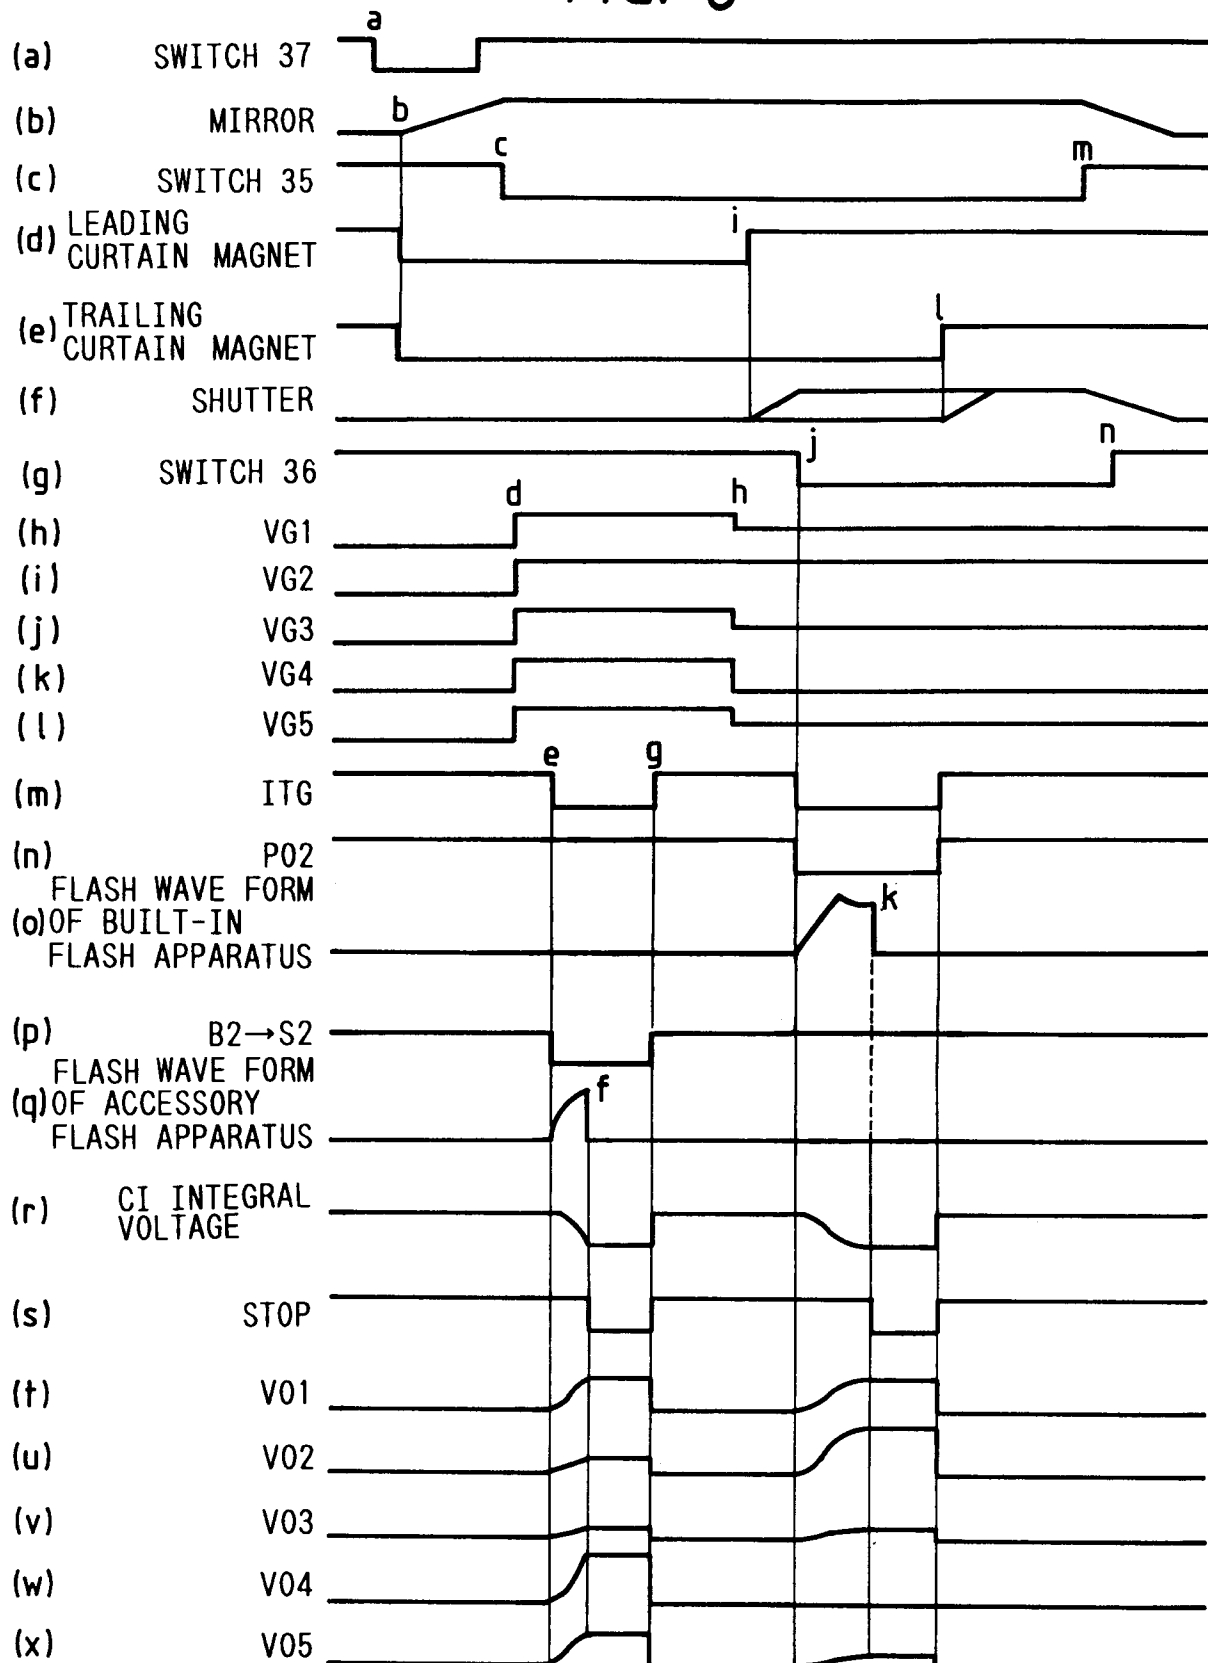 a
(a) SWITCH 37
b
(b) MIRROR
c
m
(c) SWITCH 35
i
(d) LEADING
CURTAIN MAGNET
l
(e) TRAILING
CURTAIN MAGNET
(f) SHUTTER
j
n
(g) SWITCH 36
d
h
(h) VG1
(i) VG2
(j) VG3
(k) VG4
(l) VG5
e
g
(m) ITG
(n) P02
FLASH WAVE FORM
k
(o) OF BUILT-IN
FLASH APPARATUS
(p) B2→S2
FLASH WAVE FORM
f
(q) OF ACCESSORY
FLASH APPARATUS
(r) CI INTEGRAL
VOLTAGE
(s) STOP
(t) V01
(u) V02
(v) V03
(w) V04
(x) V05